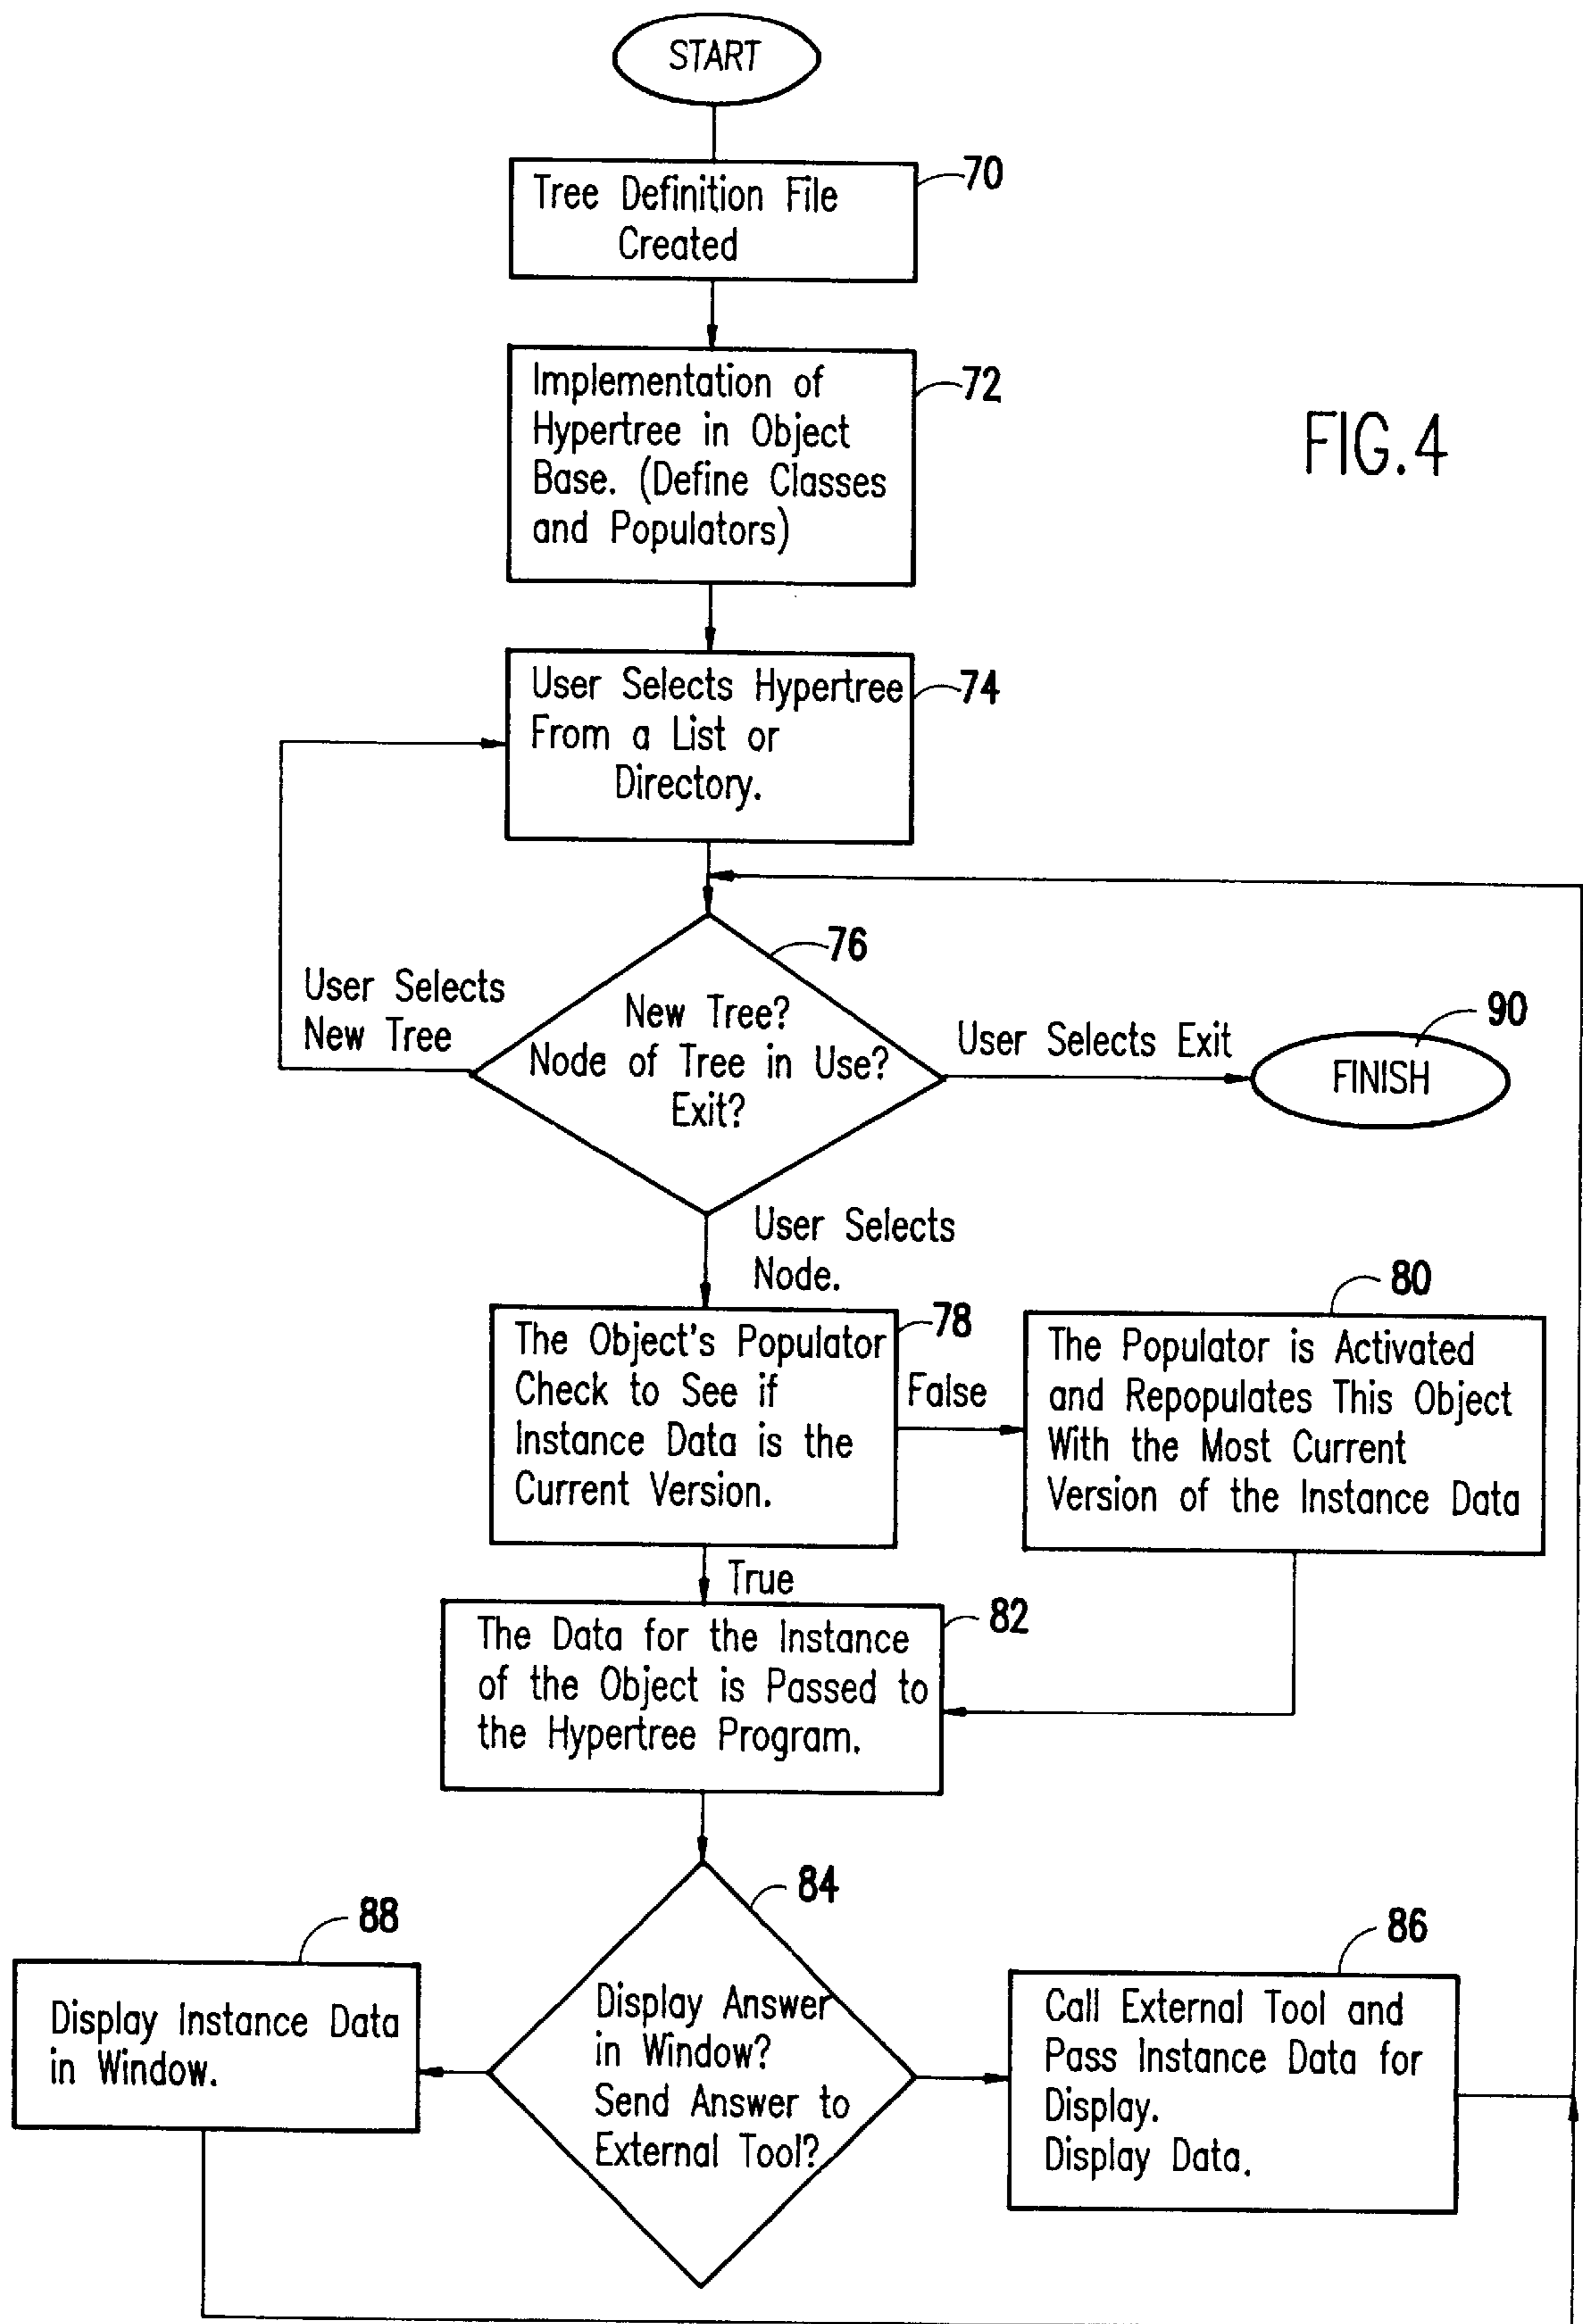 START
70
Tree Definition File
Created
72
Implementation of
Hypertree in Object
Base. (Define Classes
and Populators)
FIG.4
74
User Selects Hypertree
From a List or
Directory.
76
User Selects
New Tree
New Tree?
Node of Tree in Use?
Exit?
User Selects Exit
90
FINISH
User Selects
Node.
78
The Object's Populator
Check to See if
Instance Data is the
Current Version.
False
80
The Populator is Activated
and Repopulates This Object
With the Most Current
Version of the Instance Data
True
82
The Data for the Instance
of the Object is Passed to
the Hypertree Program.
84
88
Display Instance Data
in Window.
Display Answer
in Window?
Send Answer to
External Tool?
86
Call External Tool and
Pass Instance Data for
Display.
Display Data.